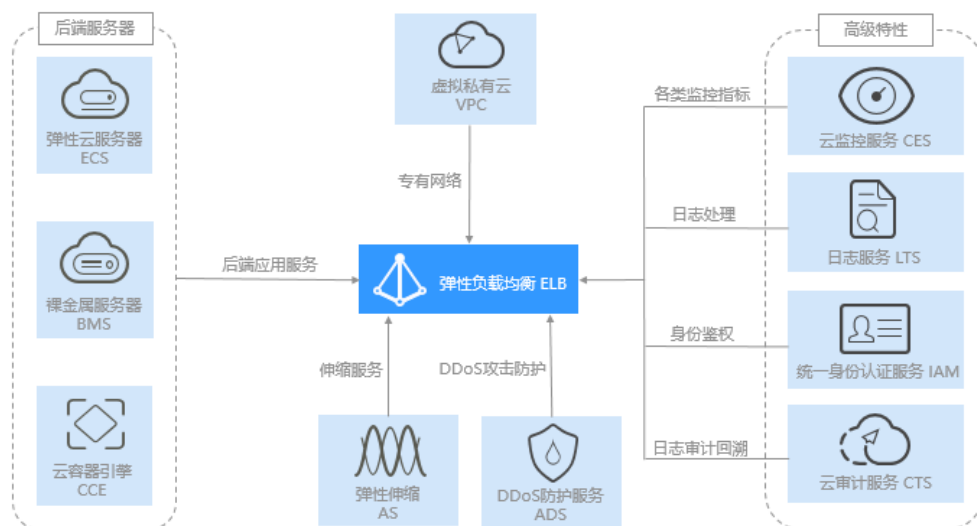 后端服务器
弹性云服务器
ECS
裸金属服务器
BMS
云容器引擎
CCE
后端应用服务
虚拟私有云
VPC
专有网络
弹性负载均衡 ELB
伸缩服务
DDoS攻击防护
弹性伸缩
AS
DDoS防护服务
ADS
各类监控指标
日志处理
身份鉴权
日志审计回溯
高级特性
云监控服务 CES
日志服务 LTS
统一身份认证服务 IAM
云审计服务 CTS